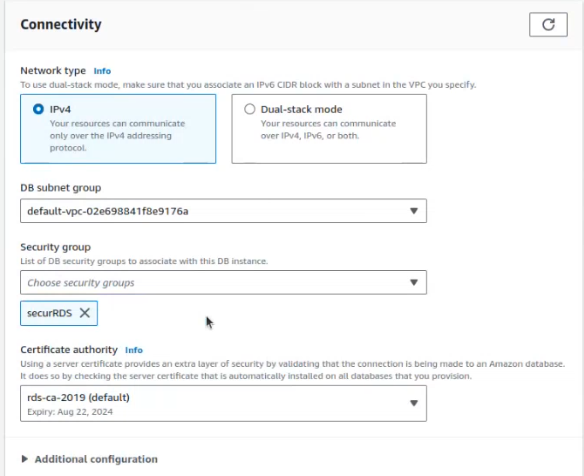 Connectivity
Network type Info
To use dual-stack mode, make sure that you associate an IPv6 CIDR block with a subnet in the VPC you specify.
IPv4
Your resources can communicate
only over the IPv4 addressing
protocol.
Dual-stack mode
Your resources can communicate
over IPv4, IPv6, or both.
DB subnet group
default-vpc-02e698841f8e9176a
Security group
List of DB security groups to associate with this DB instance.
Choose security groups
securRDS
Certificate authority Info
Using a server certificate provides an extra layer of security by validating that the connection is being made to an Amazon database.
It does so by checking the server certificate that is automatically installed on all databases that you provision.
rds-ca-2019 (default)
Expiry: Aug 22, 2024
Additional configuration